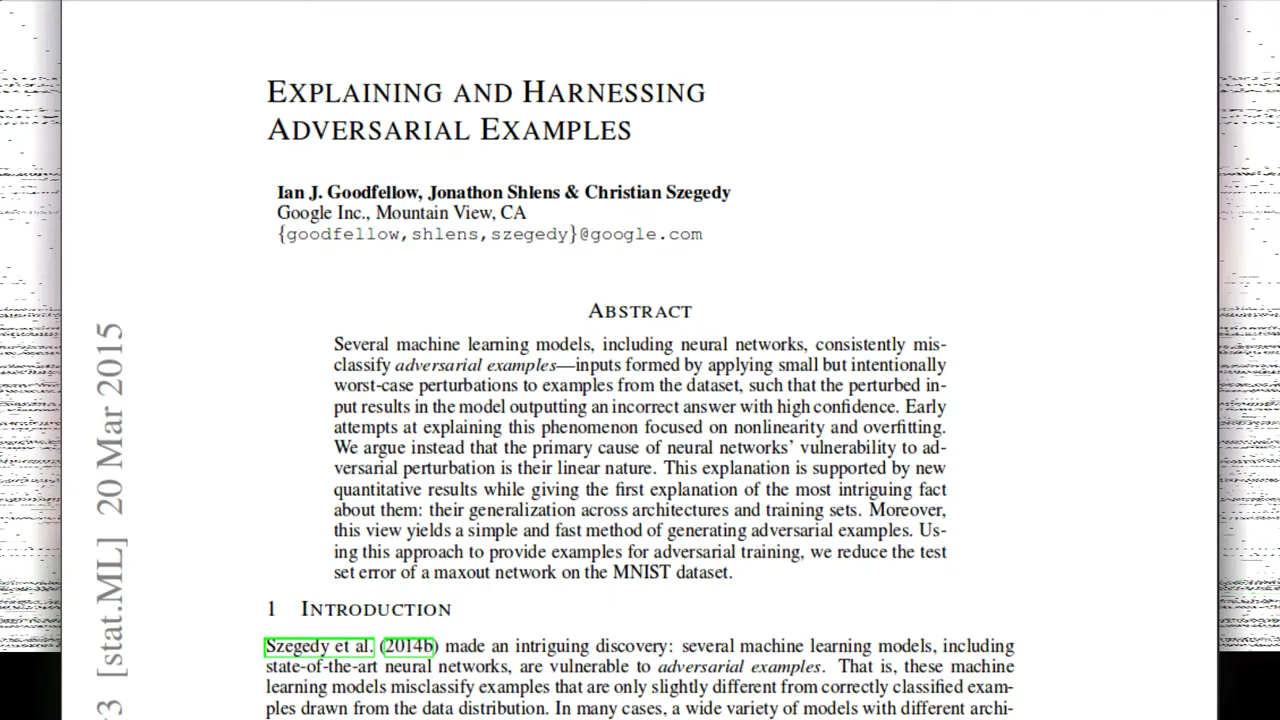 EXPLAINING AND HARNESSING
ADVERSARIAL EXAMPLES
Ian J. Goodfellow, Jonathon Shlens & Christian Szegedy
Google Inc., Mountain View, CA
{goodfellow,shlens,szegedy}@google.com
ABSTRACT
Several machine learning models, including neural networks, consistently mis-
classify adversarial examples—inputs formed by applying small but intentionally
worst-case perturbations to examples from the dataset, such that the perturbed in-
put results in the model outputting an incorrect answer with high confidence. Early
attempts at explaining this phenomenon focused on nonlinearity and overfitting.
We argue instead that the primary cause of neural networks' vulnerability to ad-
versarial perturbation is their linear nature. This explanation is supported by new
quantitative results while giving the first explanation of the most intriguing fact
about them: their generalization across architectures and training sets. Moreover,
this view yields a simple and fast method of generating adversarial examples. Us-
ing this approach to provide examples for adversarial training, we reduce the test
set error of a maxout network on the MNIST dataset.
1 INTRODUCTION
Szegedy et al. (2014b) made an intriguing discovery: several machine learning models, including
state-of-the-art neural networks, are vulnerable to adversarial examples. That is, these machine
learning models misclassify examples that are only slightly different from correctly classified exam-
ples drawn from the data distribution. In many cases, a wide variety of models with different archi-
3 [stat.ML] 20 Mar 2015